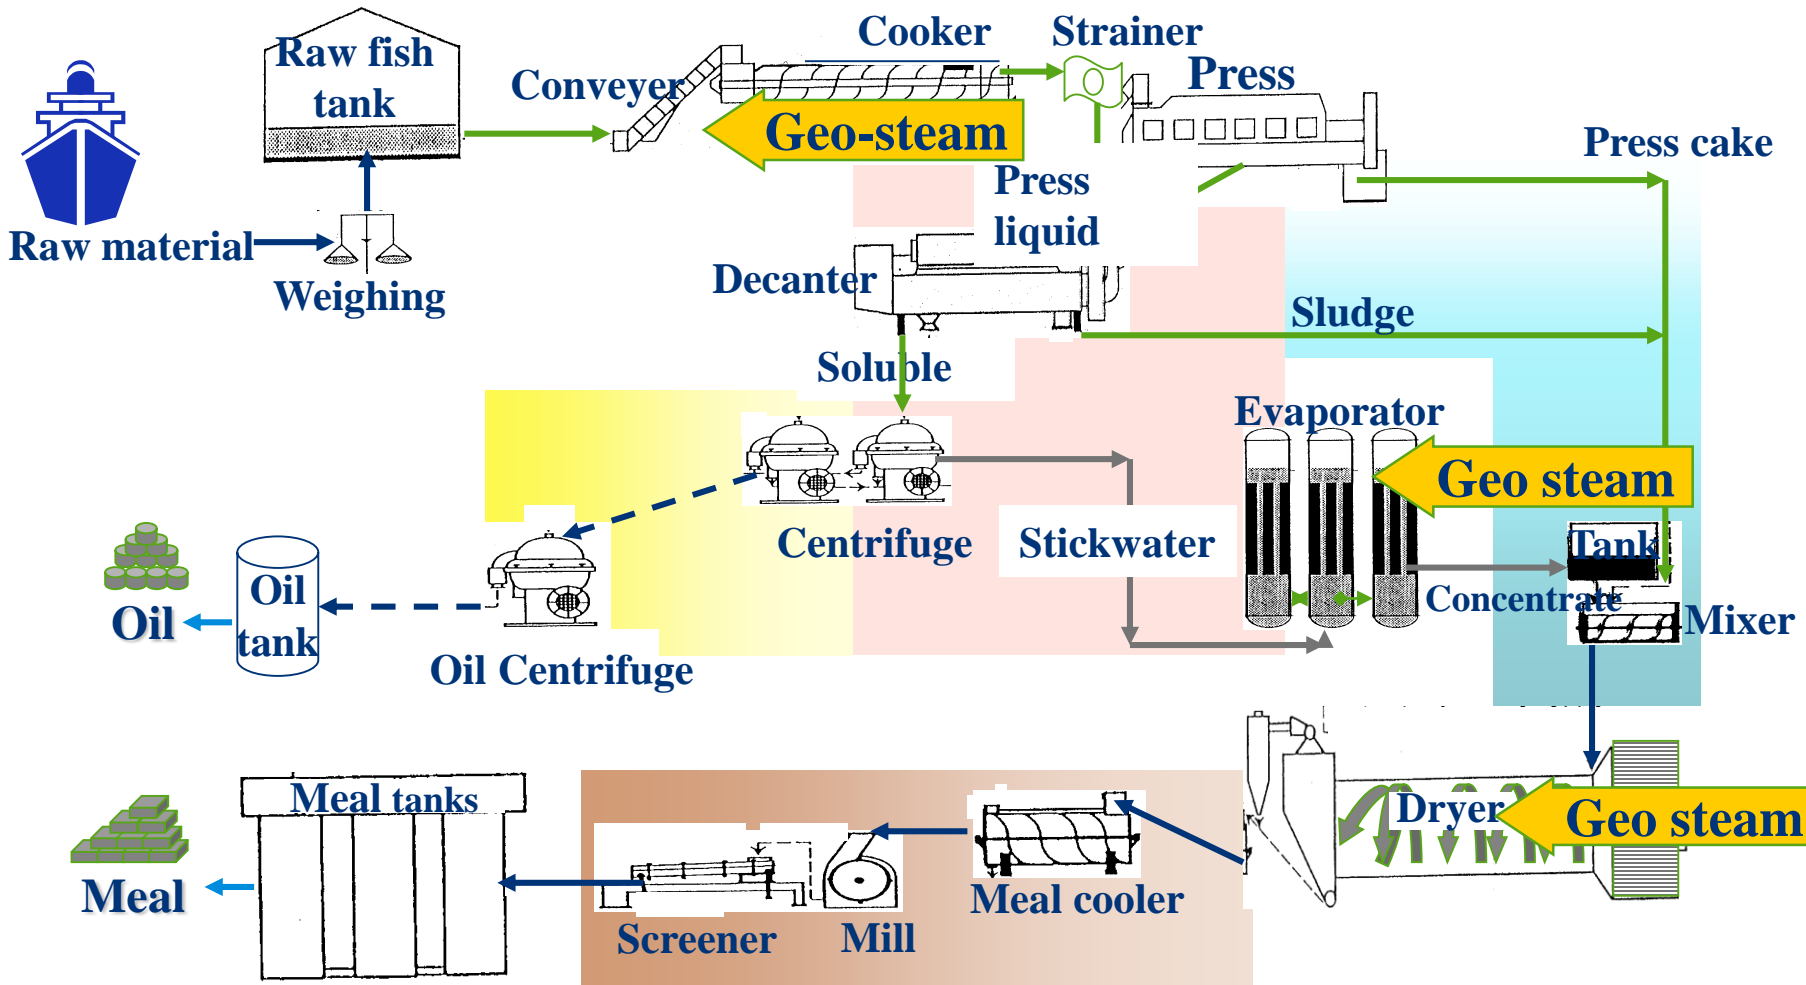 Raw fish
tank
Conveyer
Cooker
Strainer
Press
Geo-steam
Press cake
Press
liquid
Raw material
Weighing
Decanter
Sludge
Soluble
Evaporator
Geo steam
Centrifuge
Stickwater
Tank
Concentrate
Mixer
Oil
tank
Oil
Oil Centrifuge
Meal tanks
Dryer
Geo steam
Meal
Meal cooler
Screener
Mill